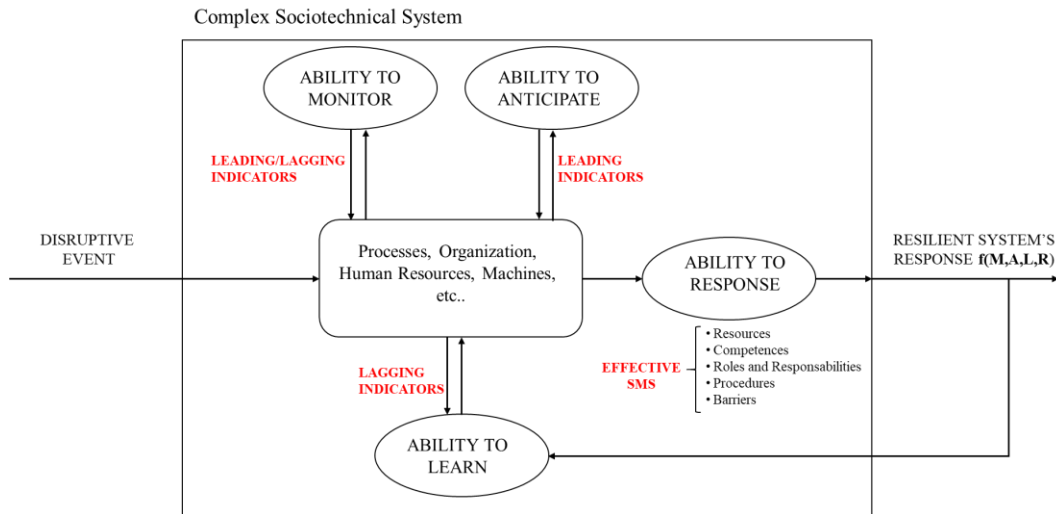 Complex Sociotechnical System
ABILITY TO
MONITOR
ABILITY TO
ANTICIPATE
LEADING/LAGGING
INDICATORS
LEADING
INDICATORS
DISRUPTIVE
EVENT
Processes, Organization,
Human Resources, Machines,
etc..
ABILITY TO
RESPONSE
RESILIENT SYSTEM'S
RESPONSE f(M,A,L,R)
LAGGING
INDICATORS
EFFECTIVE
SMS
• Resources
• Competences
• Roles and Responsabilities
• Procedures
• Barriers
ABILITY TO
LEARN